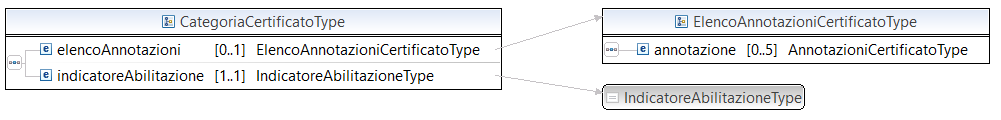 CategoriaCertificatoType
elencoAnnotazioni [0..1] ElencoAnnotazioniCertificatoType
indicatoreAbilitazione [1..1] IndicatoreAbilitazioneType
ElencoAnnotazioniCertificatoType
annotazione [0..5] AnnotazioniCertificatoType
IndicatoreAbilitazioneType